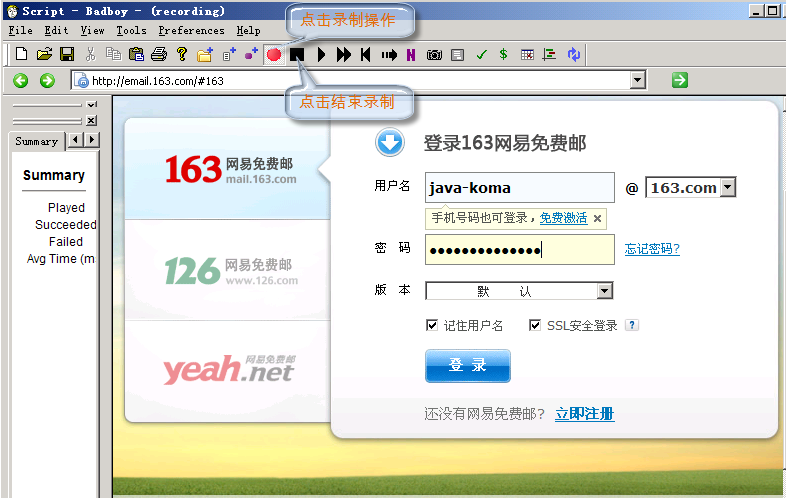 Script - Badboy - (recording)
File Edit View Tools Preferences Help
点击录制操作
N $
http://email.163.com/#163
点击结束录制
Summary
Summary
Played
Succeeded
Failed
Avg Time (m
163 网易免费邮
mail.163.com
126 网易免费邮
www.126.com
yeah.net 网易免费邮
登录163网易免费邮
用户名 java-koma @ 163.com
手机号码也可登录，免费激活
密 码 ●●●●●●●●●●●●●● 忘记密码?
版 本 默 认
记住用户名 SSL安全登录 ?
登 录
还没有网易免费邮? 立即注册